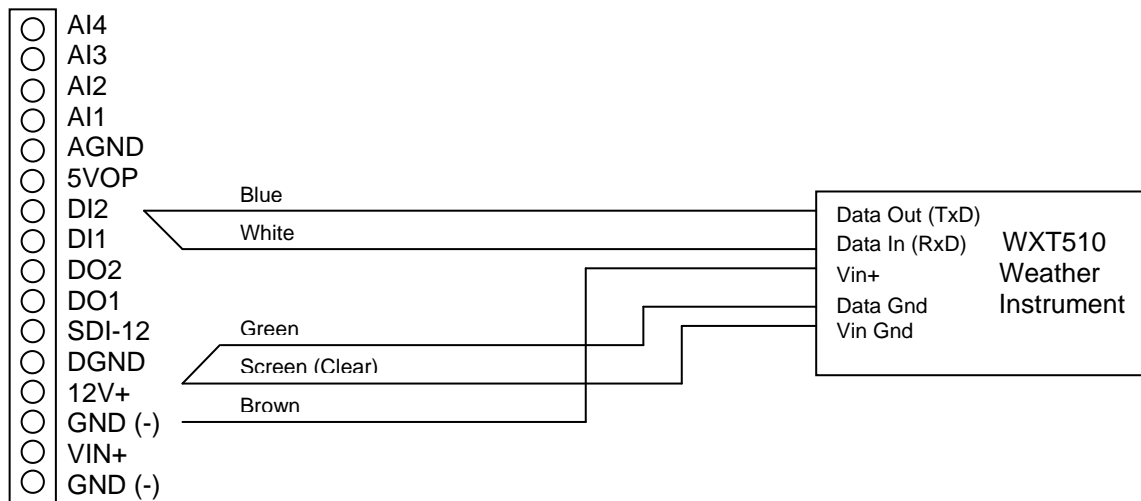 AI4
AI3
AI2
AI1
AGND
5VOP
DI2
DI1
DO2
DO1
SDI-12
DGND
12V+
GND (-)
VIN+
GND (-)
Blue
White
Green
Screen (Clear)
Brown
Data Out (TxD)
Data In (RxD)
Vin+
Data Gnd
Vin Gnd
WXT510
Weather
Instrument